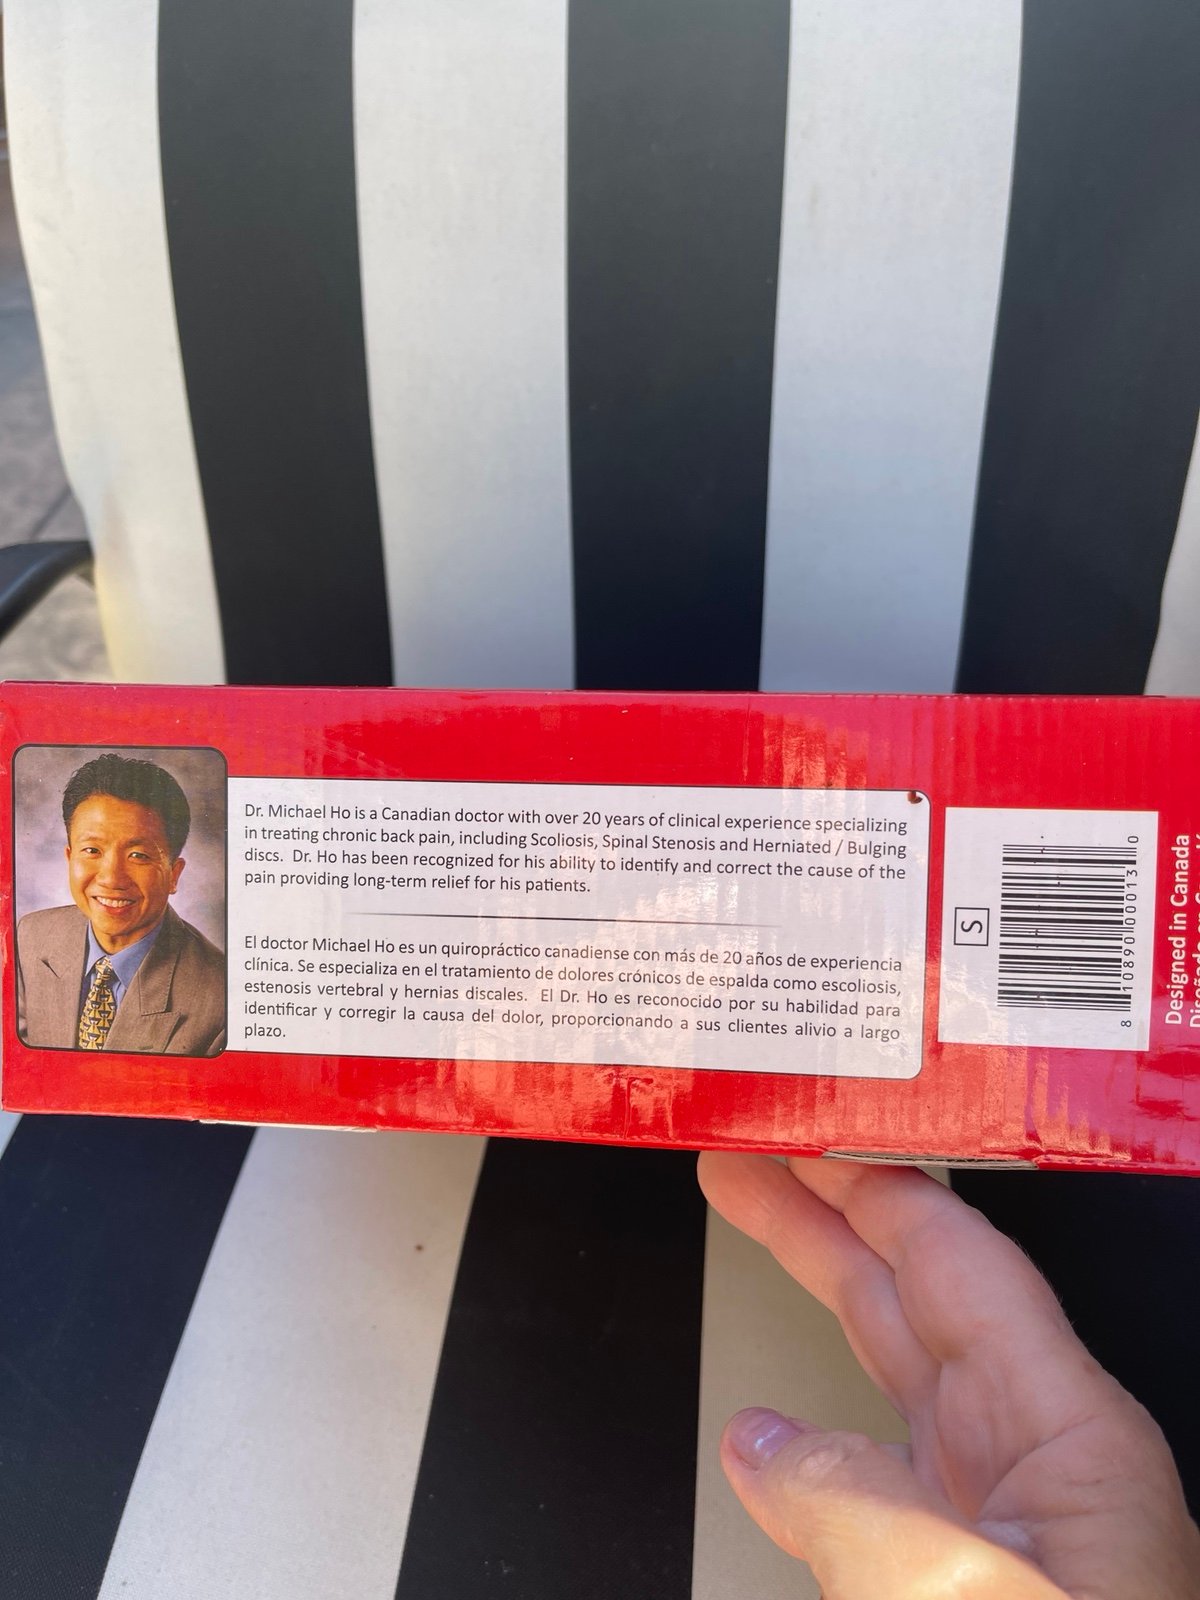 Dr. Michael Ho is a Canadian doctor with over 20 years of clinical experience specializing
in treating chronic back pain, including Scoliosis, Spinal Stenosis and Herniated / Bulging
discs. Dr. Ho has been recognized for his ability to identify and correct the cause of the
pain providing long-term relief for his patients.
El doctor Michael Ho es un quiropráctico canadiense con más de 20 años de experiencia
clínica. Se especializa en el tratamiento de dolores crónicos de espalda como escoliosis,
estenosis vertebral y hernias discales. El Dr. Ho es reconocido por su habilidad para
identificar y corregir la causa del dolor, proporcionando a sus clientes alivio a largo
plazo.
S
8 10890 00013 0
Designed in Canada